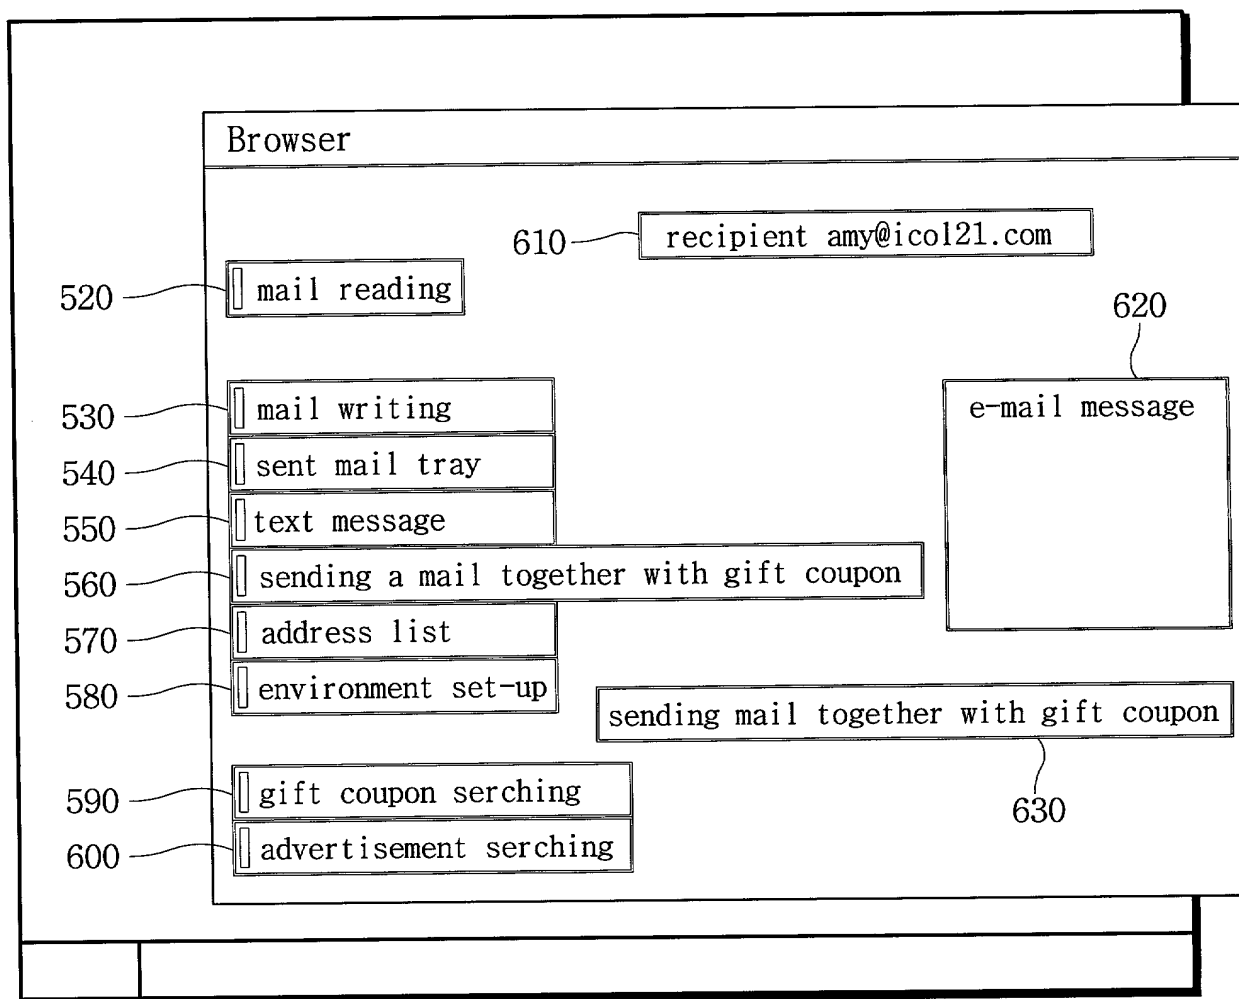 Browser
610 recipient amy@icol21.com
520 mail reading
620
530 mail writing
e-mail message
540 sent mail tray
550 text message
560 sending a mail together with gift coupon
570 address list
580 environment set-up
sending mail together with gift coupon
630
590 gift coupon serching
600 advertisement serching